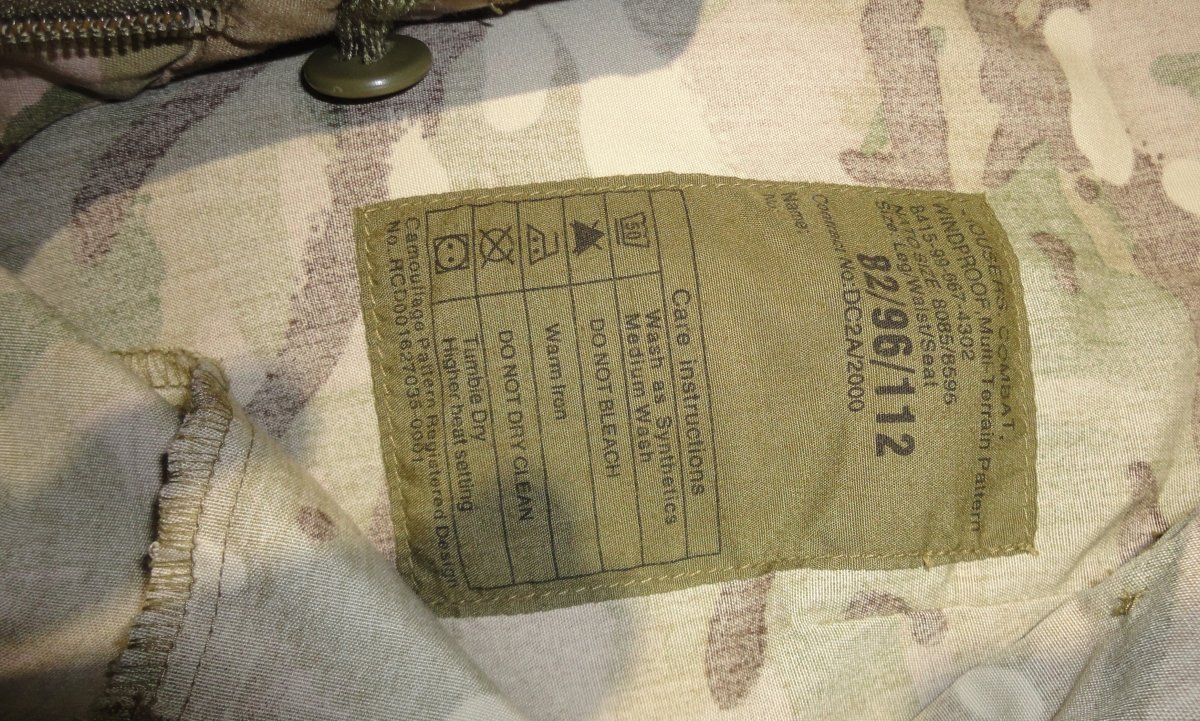 TROUSERS COMBAT,
WINDPROOF,Multi-Terrain Pattern
8415-99-867-4302
NATO SIZE 8085/8595
Size: Leg/Waist/Seat
82/96/112
Contract No:DC2A/2000
Name:
No.
Care instructions
50
Wash as Synthetics
Medium Wash
DO NOT BLEACH
Warm Iron
DO NOT DRY CLEAN
Tumble Dry
Higher heat setting
Camouflage Pattern Registered Design
No. RCD001627035-0001